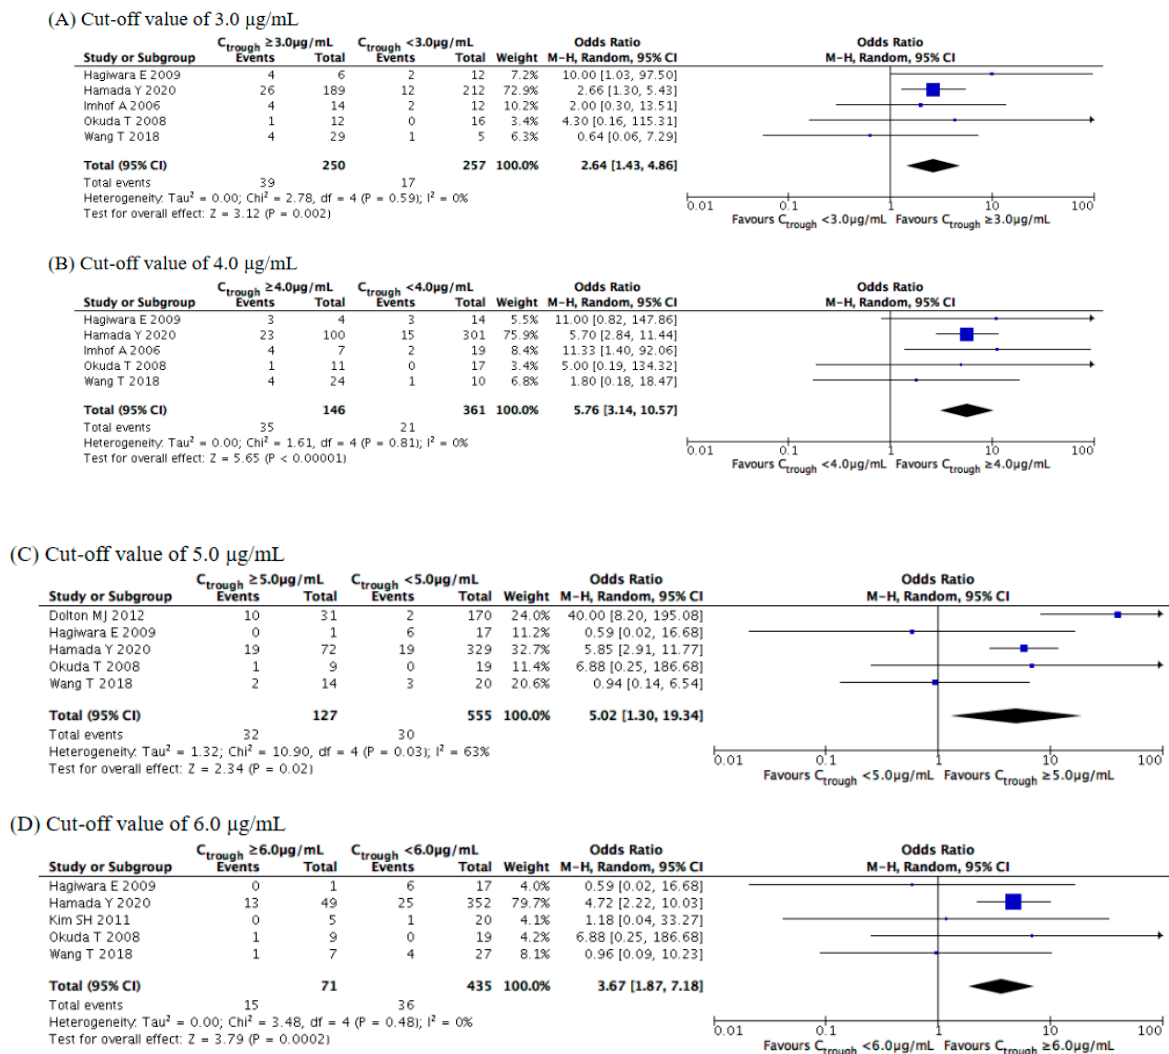 (A) Cut-off value of 3.0 µg/mL
Ctrough ≥3.0µg/mL Ctrough <3.0µg/mL Odds Ratio Odds Ratio
Study or Subgroup Events Total Events Total Weight M-H, Random, 95% CI M-H, Random, 95% CI
Hagiwara E 2009 4 6 2 12 7.2% 10.00 [1.03, 97.50]
Hamada Y 2020 26 189 12 212 72.9% 2.66 [1.30, 5.43]
Imhof A 2006 4 14 2 12 10.2% 2.00 [0.30, 13.51]
Okuda T 2008 1 12 0 16 3.4% 4.30 [0.16, 115.31]
Wang T 2018 4 29 1 5 6.3% 0.64 [0.06, 7.29]
Total (95% CI) 250 257 100.0% 2.64 [1.43, 4.86]
Total events 39 17
Heterogeneity: Tau² = 0.00; Chi² = 2.78, df = 4 (P = 0.59); I² = 0%
Test for overall effect: Z = 3.12 (P = 0.002)
0.01 0.1 1 10 100
Favours Ctrough <3.0µg/mL Favours Ctrough ≥3.0µg/mL
(B) Cut-off value of 4.0 µg/mL
Ctrough ≥4.0µg/mL Ctrough <4.0µg/mL Odds Ratio Odds Ratio
Study or Subgroup Events Total Events Total Weight M-H, Random, 95% CI M-H, Random, 95% CI
Hagiwara E 2009 3 4 3 14 5.5% 11.00 [0.82, 147.86]
Hamada Y 2020 23 100 15 301 75.9% 5.70 [2.84, 11.44]
Imhof A 2006 4 7 2 19 8.4% 11.33 [1.40, 92.06]
Okuda T 2008 1 11 0 17 3.4% 5.00 [0.19, 134.32]
Wang T 2018 4 24 1 10 6.8% 1.80 [0.18, 18.47]
Total (95% CI) 146 361 100.0% 5.76 [3.14, 10.57]
Total events 35 21
Heterogeneity: Tau² = 0.00; Chi² = 1.61, df = 4 (P = 0.81); I² = 0%
Test for overall effect: Z = 5.65 (P < 0.00001)
0.01 0.1 1 10 100
Favours Ctrough <4.0µg/mL Favours Ctrough ≥4.0µg/mL
(C) Cut-off value of 5.0 µg/mL
Ctrough ≥5.0µg/mL Ctrough <5.0µg/mL Odds Ratio Odds Ratio
Study or Subgroup Events Total Events Total Weight M-H, Random, 95% CI M-H, Random, 95% CI
Dolton MJ 2012 10 31 2 170 24.0% 40.00 [8.20, 195.08]
Hagiwara E 2009 0 1 6 17 11.2% 0.59 [0.02, 16.68]
Hamada Y 2020 19 72 19 329 32.7% 5.85 [2.91, 11.77]
Okuda T 2008 1 9 0 19 11.4% 6.88 [0.25, 186.68]
Wang T 2018 2 14 3 20 20.6% 0.94 [0.14, 6.54]
Total (95% CI) 127 555 100.0% 5.02 [1.30, 19.34]
Total events 32 30
Heterogeneity: Tau² = 1.32; Chi² = 10.90, df = 4 (P = 0.03); I² = 63%
Test for overall effect: Z = 2.34 (P = 0.02)
0.01 0.1 1 10 100
Favours Ctrough <5.0µg/mL Favours Ctrough ≥5.0µg/mL
(D) Cut-off value of 6.0 µg/mL
Ctrough ≥6.0µg/mL Ctrough <6.0µg/mL Odds Ratio Odds Ratio
Study or Subgroup Events Total Events Total Weight M-H, Random, 95% CI M-H, Random, 95% CI
Hagiwara E 2009 0 1 6 17 4.0% 0.59 [0.02, 16.68]
Hamada Y 2020 13 49 25 352 79.7% 4.72 [2.22, 10.03]
Kim SH 2011 0 5 1 20 4.1% 1.18 [0.04, 33.27]
Okuda T 2008 1 9 0 19 4.2% 6.88 [0.25, 186.68]
Wang T 2018 1 7 4 27 8.1% 0.96 [0.09, 10.23]
Total (95% CI) 71 435 100.0% 3.67 [1.87, 7.18]
Total events 15 36
Heterogeneity: Tau² = 0.00; Chi² = 3.48, df = 4 (P = 0.48); I² = 0%
Test for overall effect: Z = 3.79 (P = 0.0002)
0.01 0.1 1 10 100
Favours Ctrough <6.0µg/mL Favours Ctrough ≥6.0µg/mL